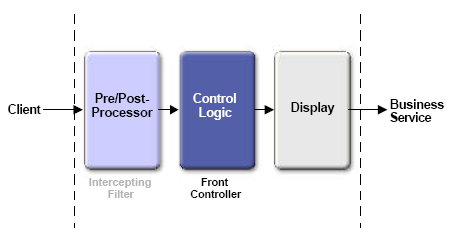 Client
Pre/Post-
Processor
Control
Logic
Display
Business
Service
Intercepting
Filter
Front
Controller